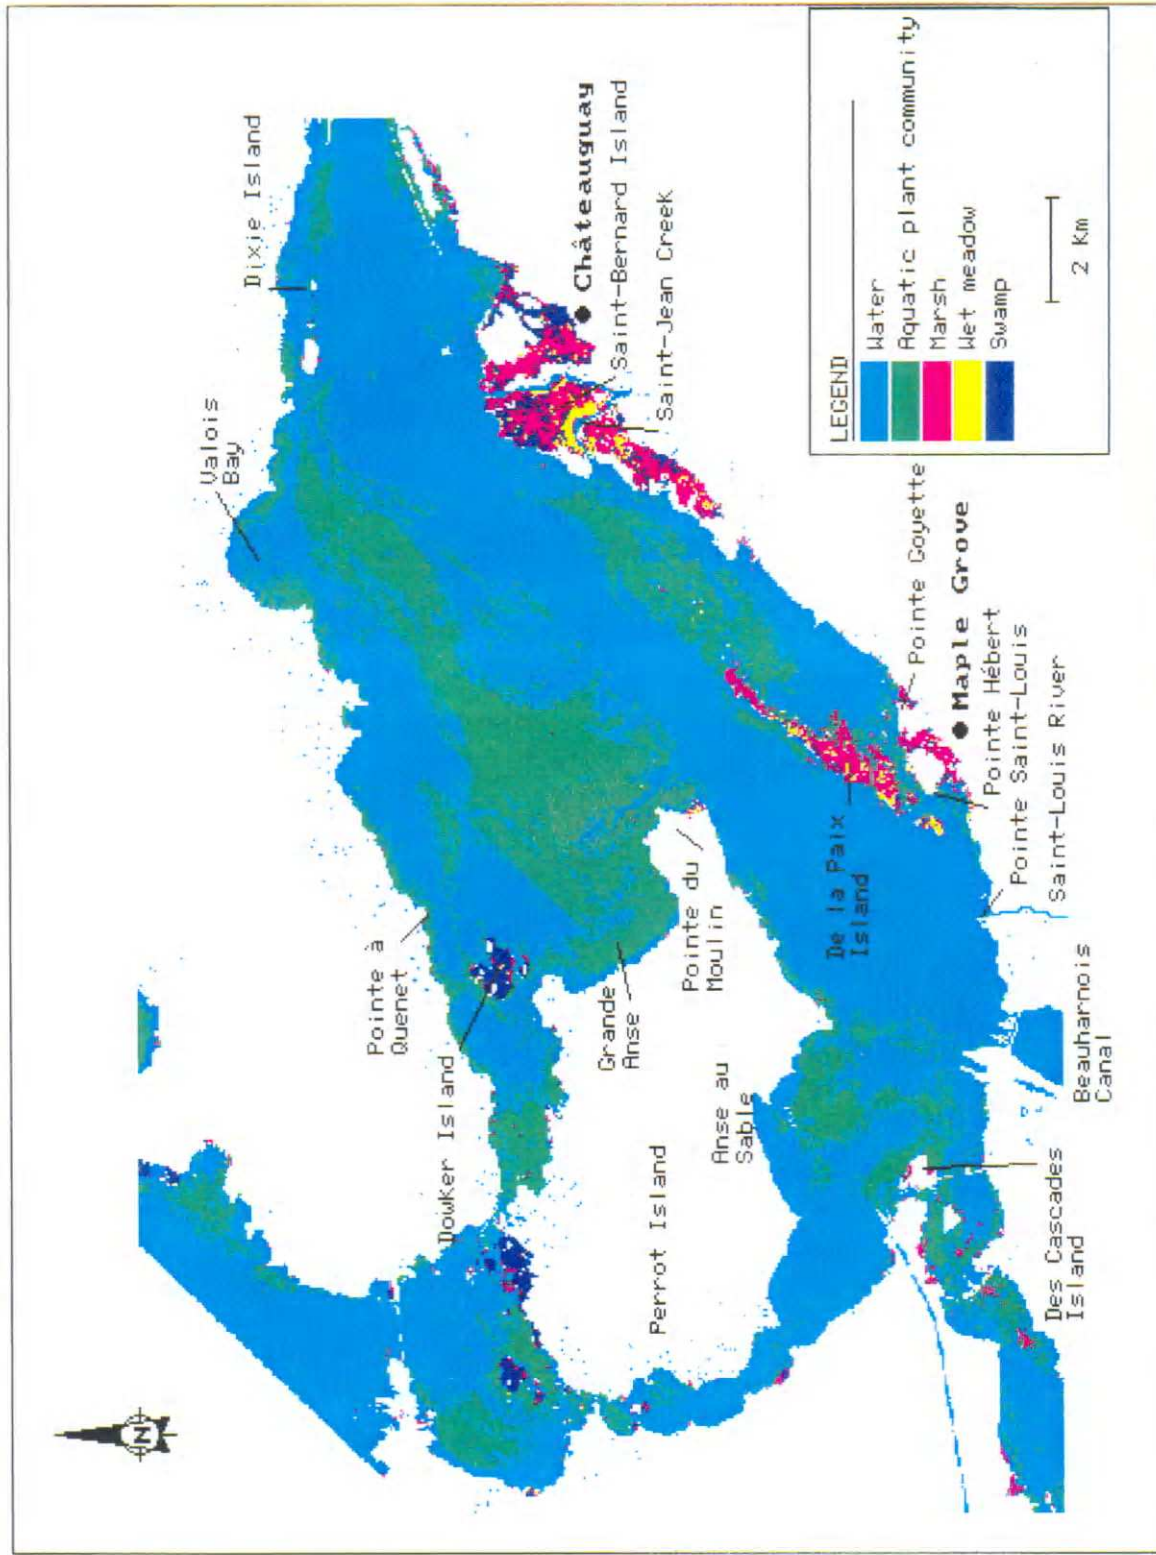 Dixie Island
Valois
Bay
Châteauguay
Saint-Bernard Island
Saint-Jean Creek
Pointe à
Quenet
Dowker Island
Grande
Anse
Pointe du
Moulin
Perrot Island
Anse au
Sable
De la Paix
Island
Pointe Goyette
Maple Grove
Pointe Hébert
Pointe Saint-Louis
Saint-Louis River
Beauharnois
Canal
Des Cascades
Island
N
LEGEND
Water
Aquatic plant community
Marsh
Wet meadow
Swamp
2 Km